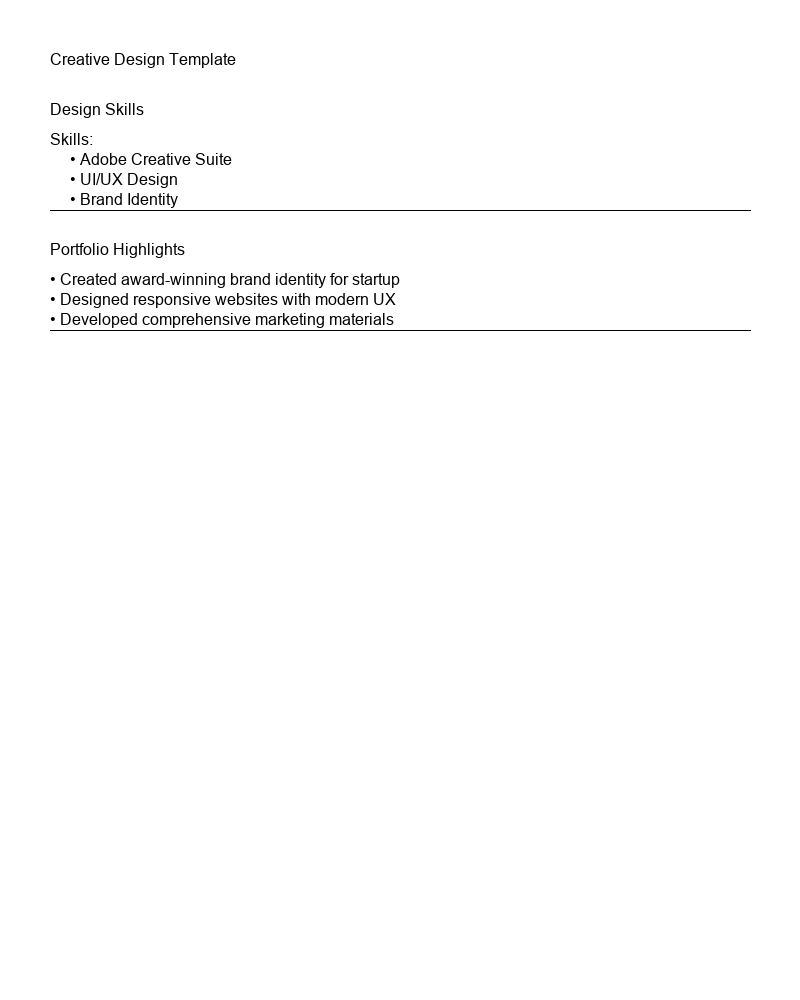 Creative Design Template
Design Skills
Skills:
• Adobe Creative Suite
• UI/UX Design
• Brand Identity
Portfolio Highlights
• Created award-winning brand identity for startup
• Designed responsive websites with modern UX
• Developed comprehensive marketing materials